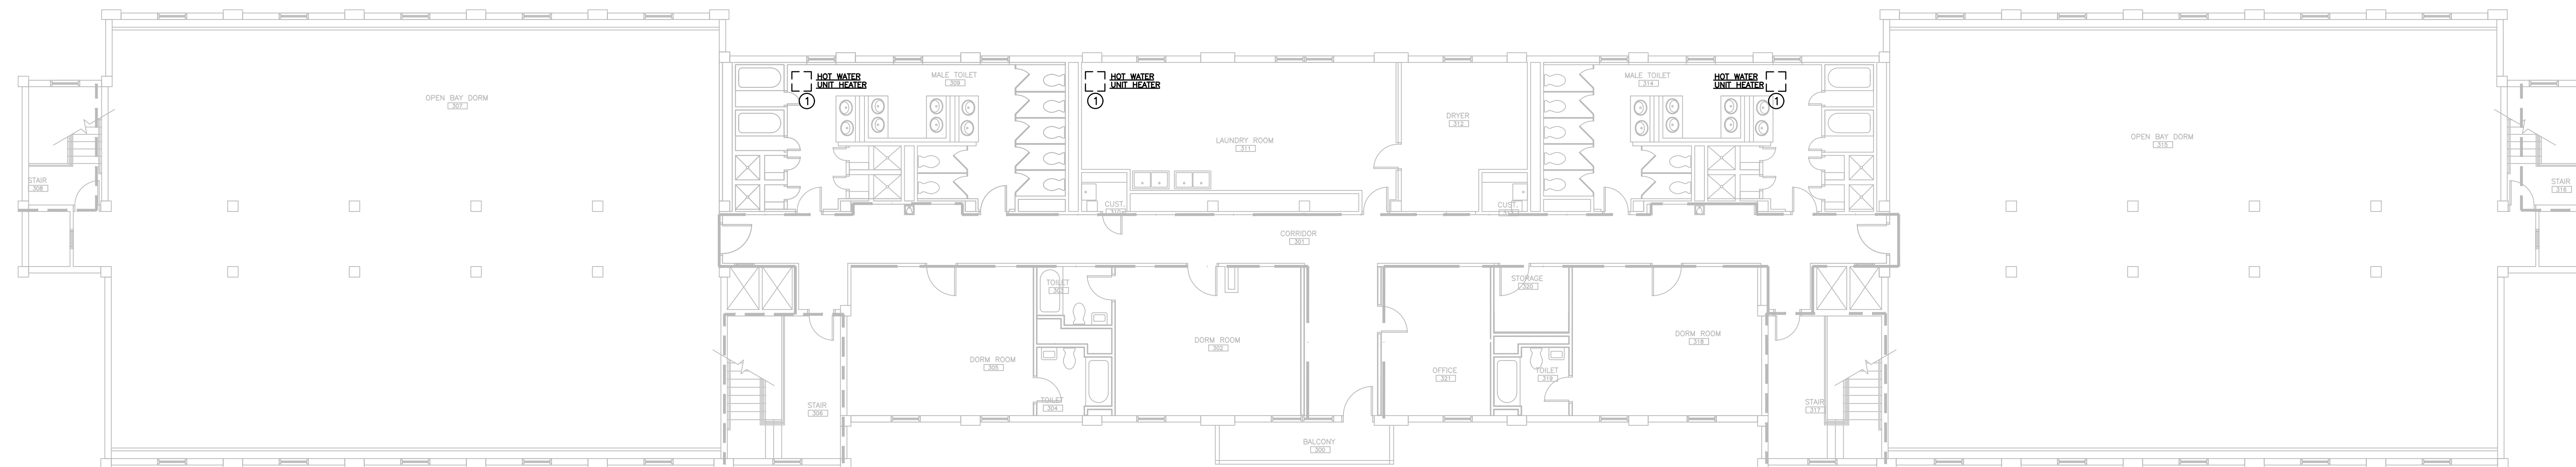 HOT WATER
UNIT HEATER
1
MALE TOILET
309
HOT WATER
UNIT HEATER
1
MALE TOILET
314
HOT WATER
UNIT HEATER
1
OPEN BAY DORM
307
DRYER
312
LAUNDRY ROOM
311
OPEN BAY DORM
315
STAIR
308
STAIR
316
CUST.
310
CUST.
CORRIDOR
301
TOILET
303
STORAGE
320
DORM ROOM
305
DORM ROOM
302
DORM ROOM
318
OFFICE
321
TOILET
319
TOILET
304
STAIR
306
STAIR
317
BALCONY
300